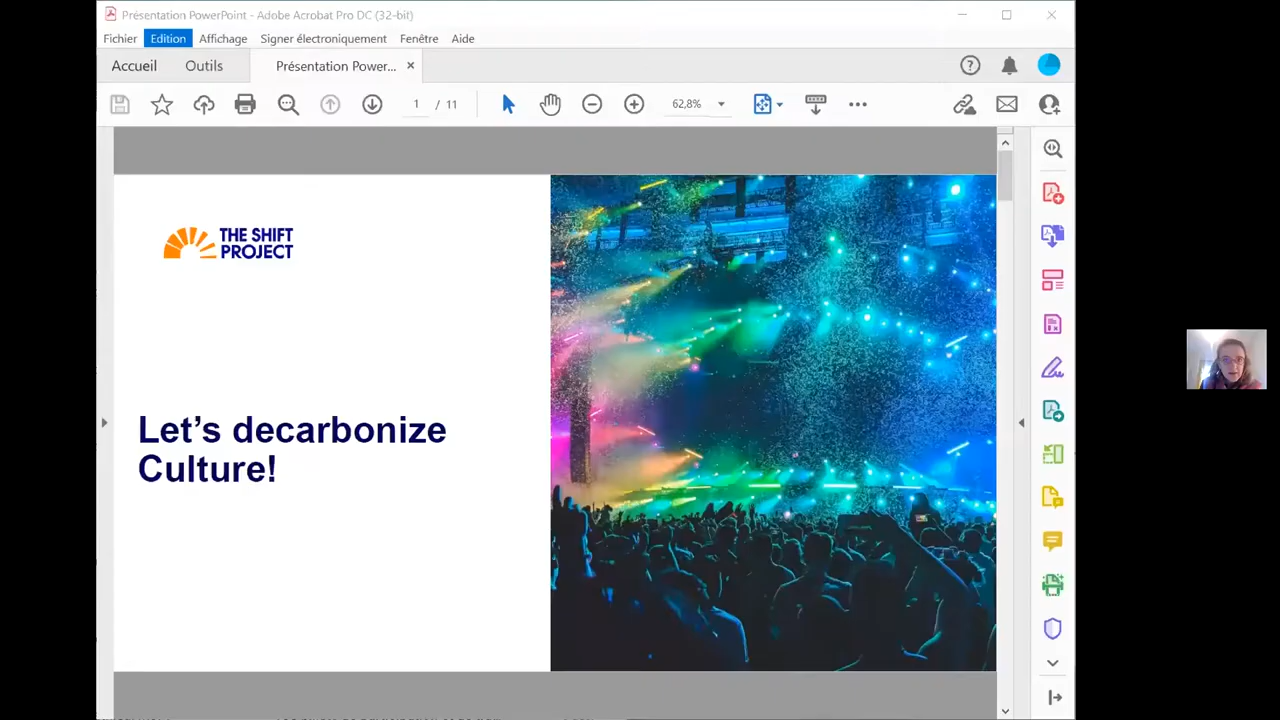 Présentation PowerPoint - Adobe Acrobat Pro DC (32-bit)
Fichier Edition Affichage Signer électroniquement Fenêtre Aide
Accueil Outils Présentation Power... ×
1 / 11 62,8%
THE SHIFT
PROJECT
Let's decarbonize
Culture!